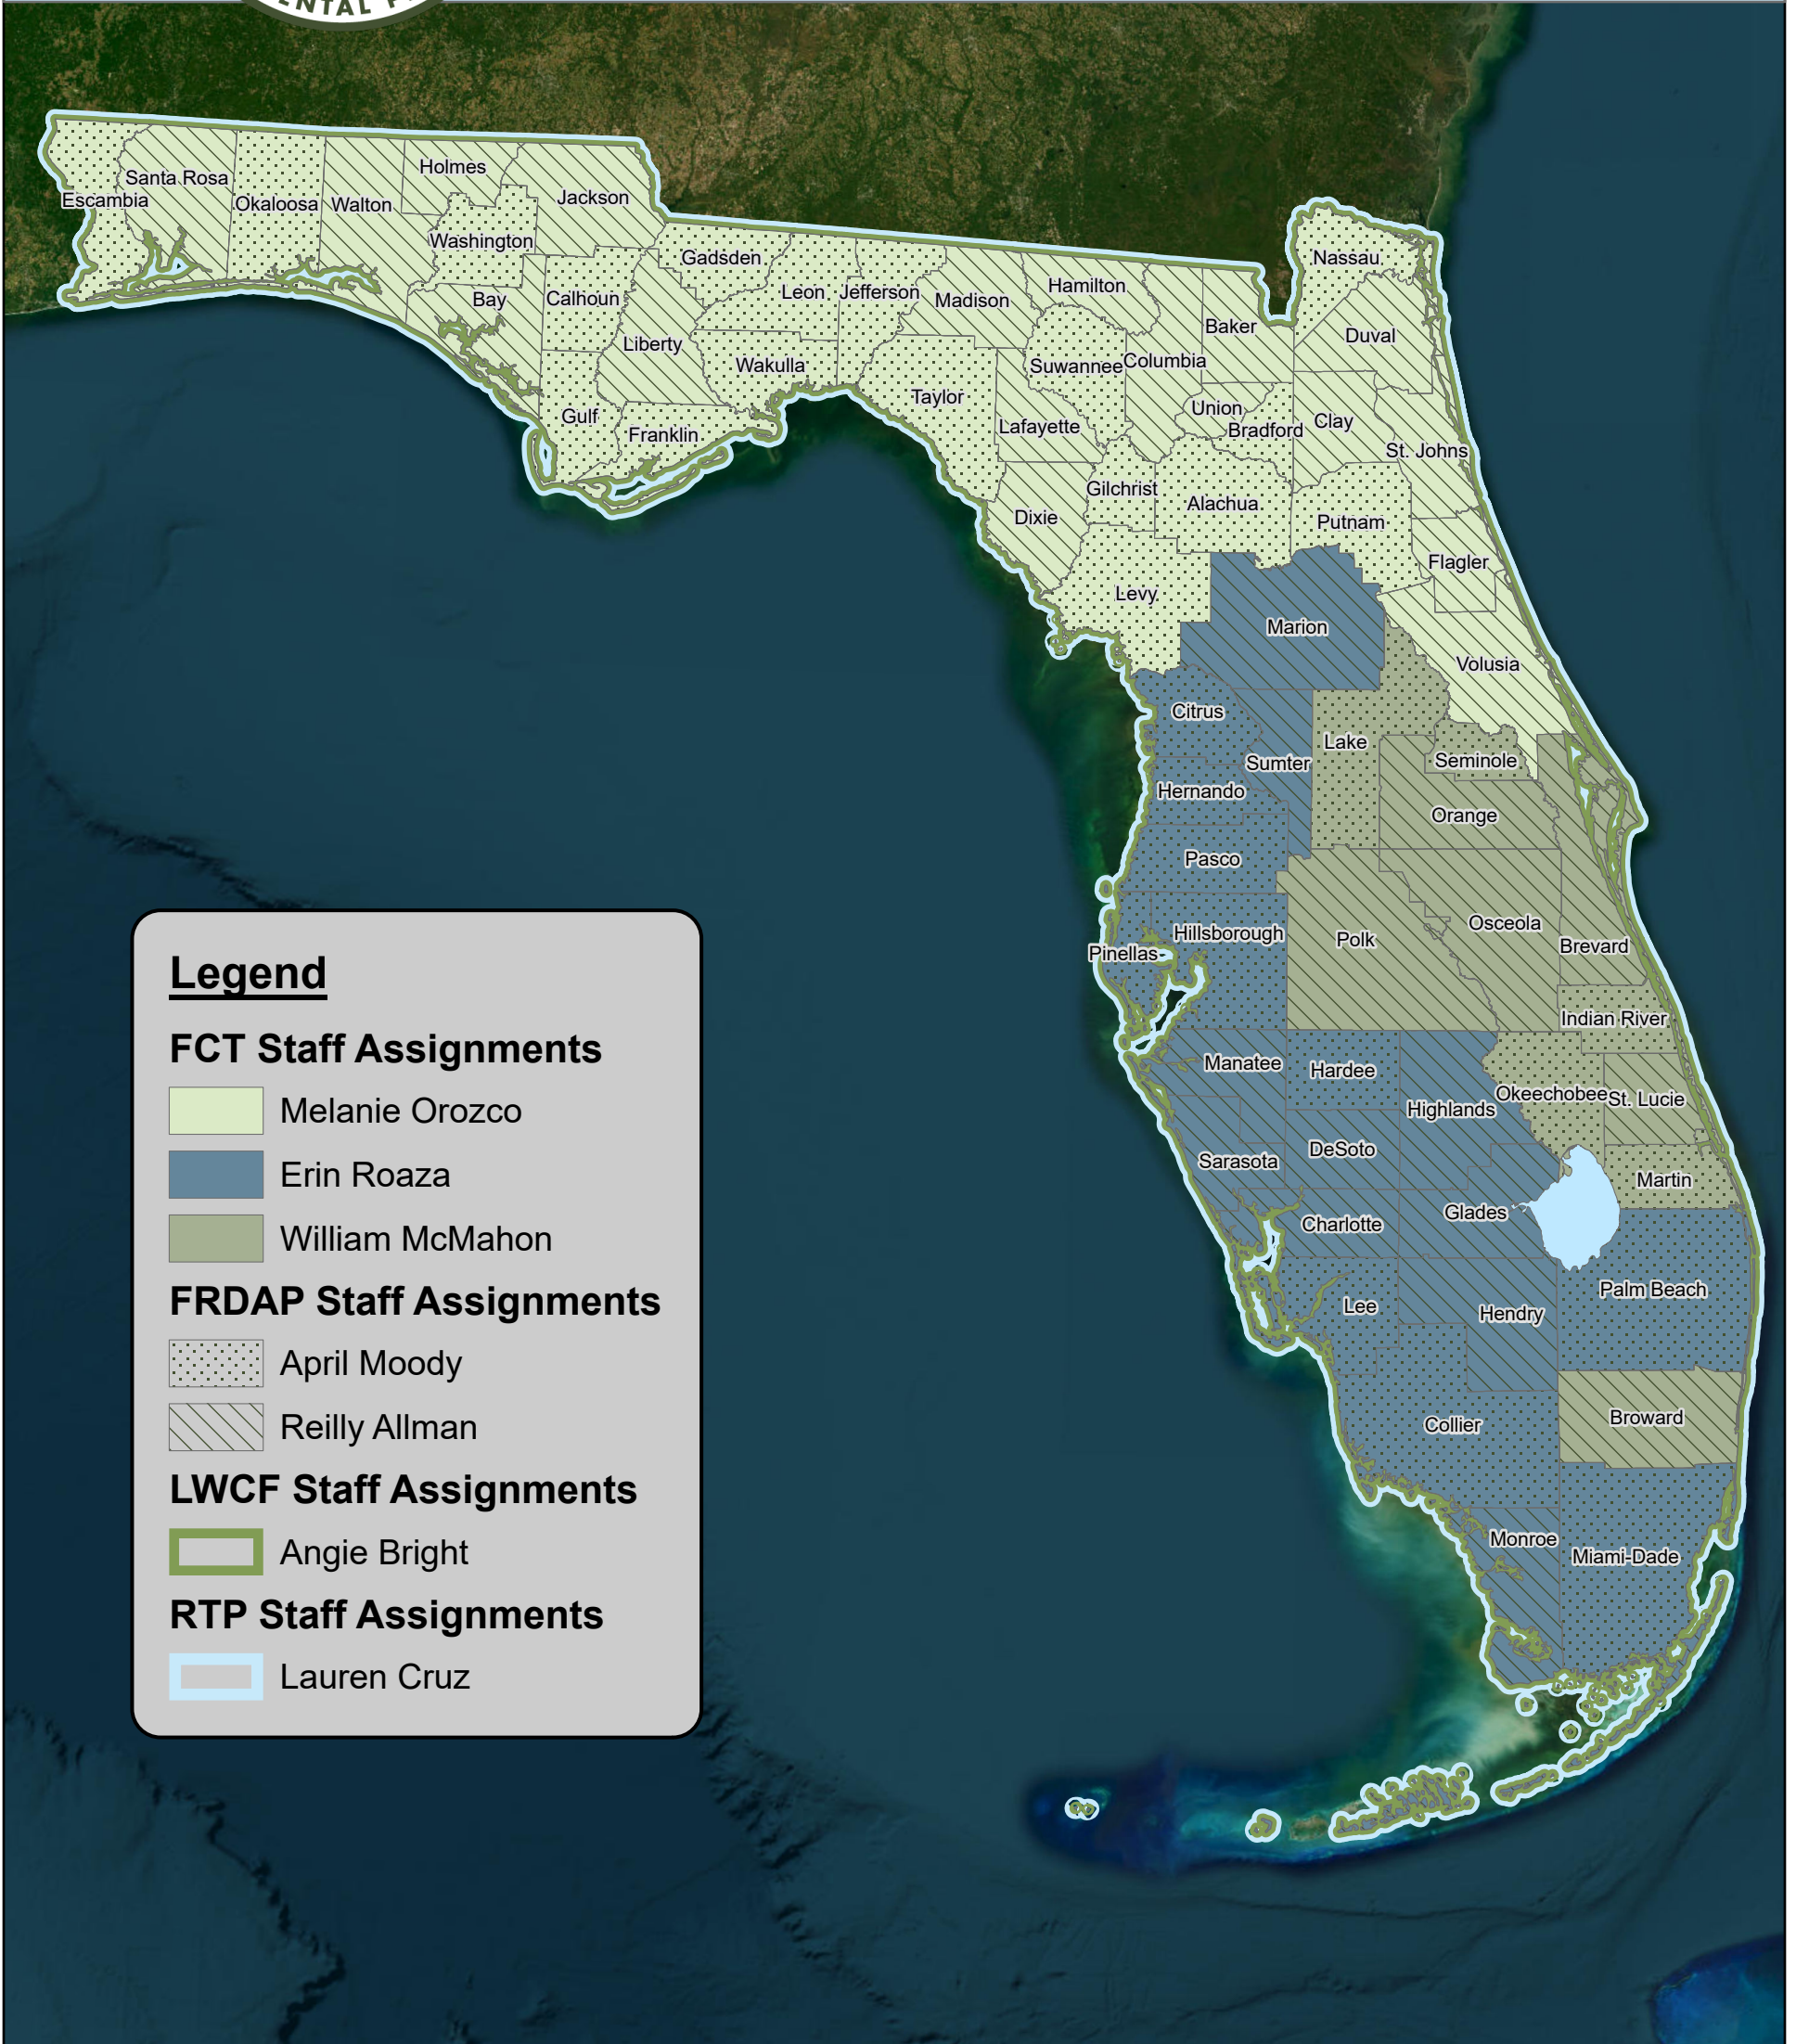 Holmes
Santa Rosa
Jackson
Escambia
Okaloosa
Walton
Washington
Gadsden
Nassau
Leon
Jefferson
Madison
Hamilton
Bay
Calhoun
Baker
Duval
Liberty
Wakulla
Suwannee
Columbia
Taylor
Union
Gulf
Franklin
Lafayette
Bradford
Clay
St. Johns
Gilchrist
Alachua
Dixie
Putnam
Flagler
Levy
Marion
Volusia
Citrus
Lake
Sumter
Seminole
Hernando
Orange
Pasco
Osceola
Hillsborough
Polk
Brevard
Pinellas
Indian River
Manatee
Hardee
Okeechobee
St. Lucie
Highlands
DeSoto
Sarasota
Martin
Glades
Charlotte
Palm Beach
Lee
Hendry
Broward
Collier
Monroe
Miami-Dade
Legend
FCT Staff Assignments
Melanie Orozco
Erin Roaza
William McMahon
FRDAP Staff Assignments
April Moody
Reilly Allman
LWCF Staff Assignments
Angie Bright
RTP Staff Assignments
Lauren Cruz